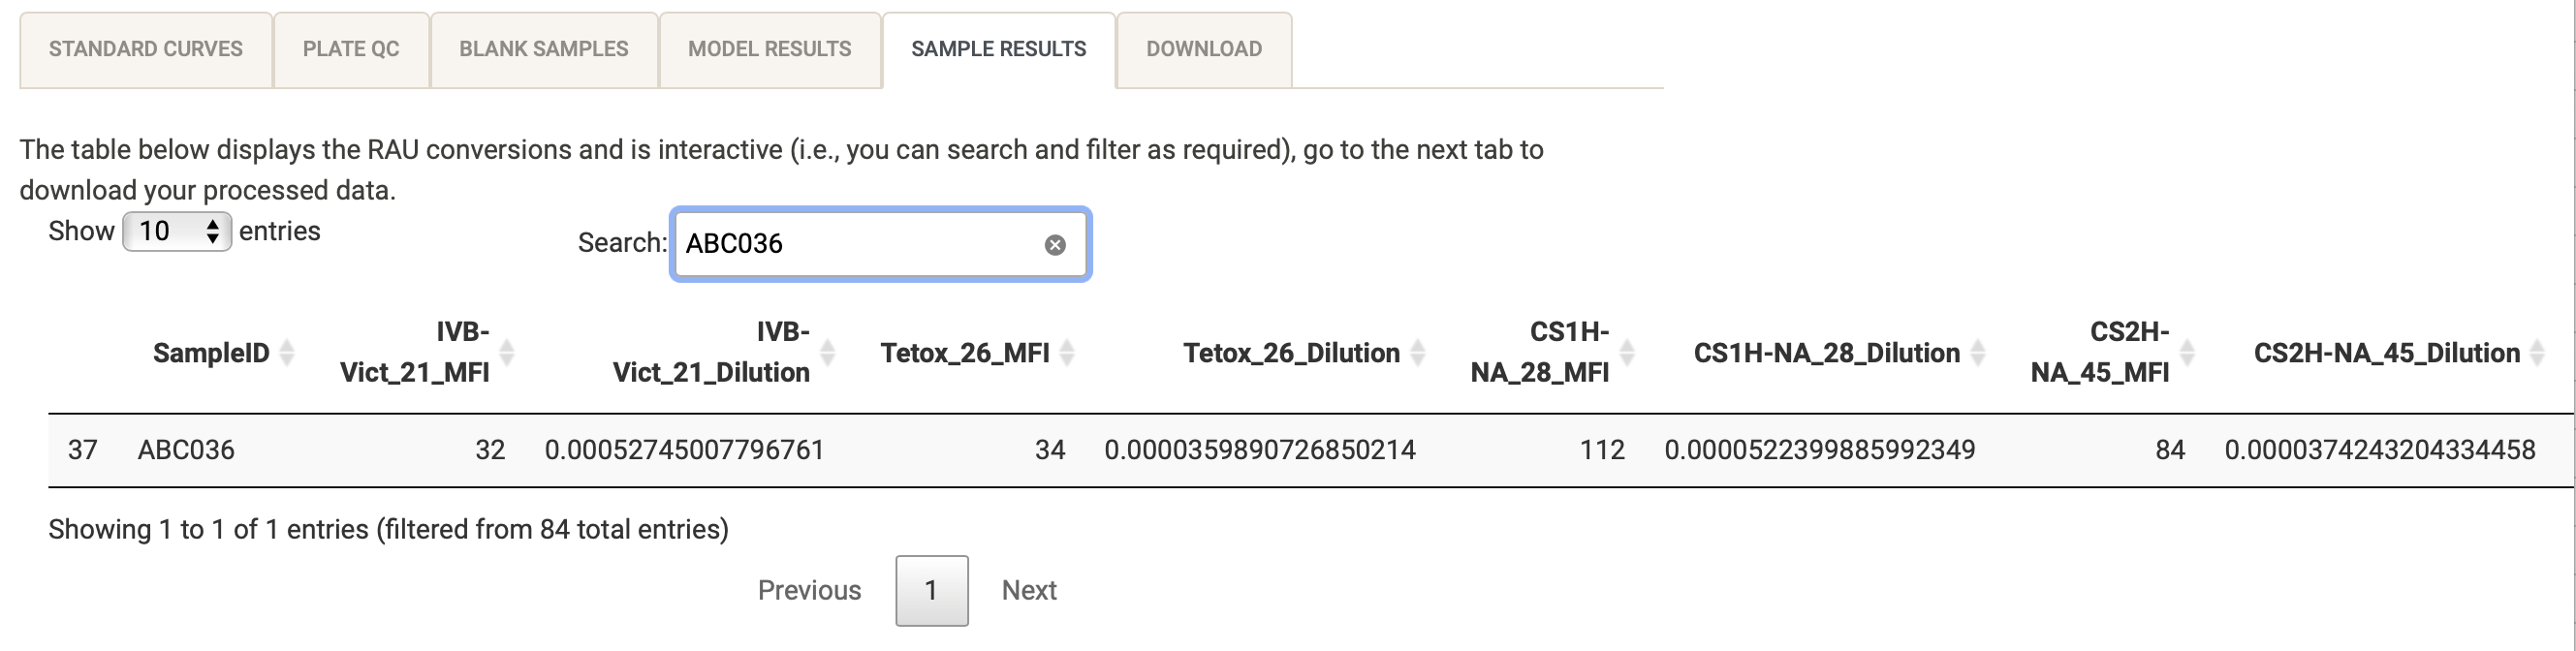 STANDARD CURVES PLATE QC BLANK SAMPLES MODEL RESULTS SAMPLE RESULTS DOWNLOAD
The table below displays the RAU conversions and is interactive (i.e., you can search and filter as required), go to the next tab to
download your processed data.
Show 10 entries
Search: ABC036
SampleID IVB-Vict_21_MFI IVB-Vict_21_Dilution Tetox_26_MFI Tetox_26_Dilution CS1H-NA_28_MFI CS1H-NA_28_Dilution CS2H-NA_45_MFI CS2H-NA_45_Dilution
37 ABC036 32 0.00052745007796761 34 0.0000359890726850214 112 0.0000522399885992349 84 0.0000374243204334458
Showing 1 to 1 of 1 entries (filtered from 84 total entries)
Previous 1 Next